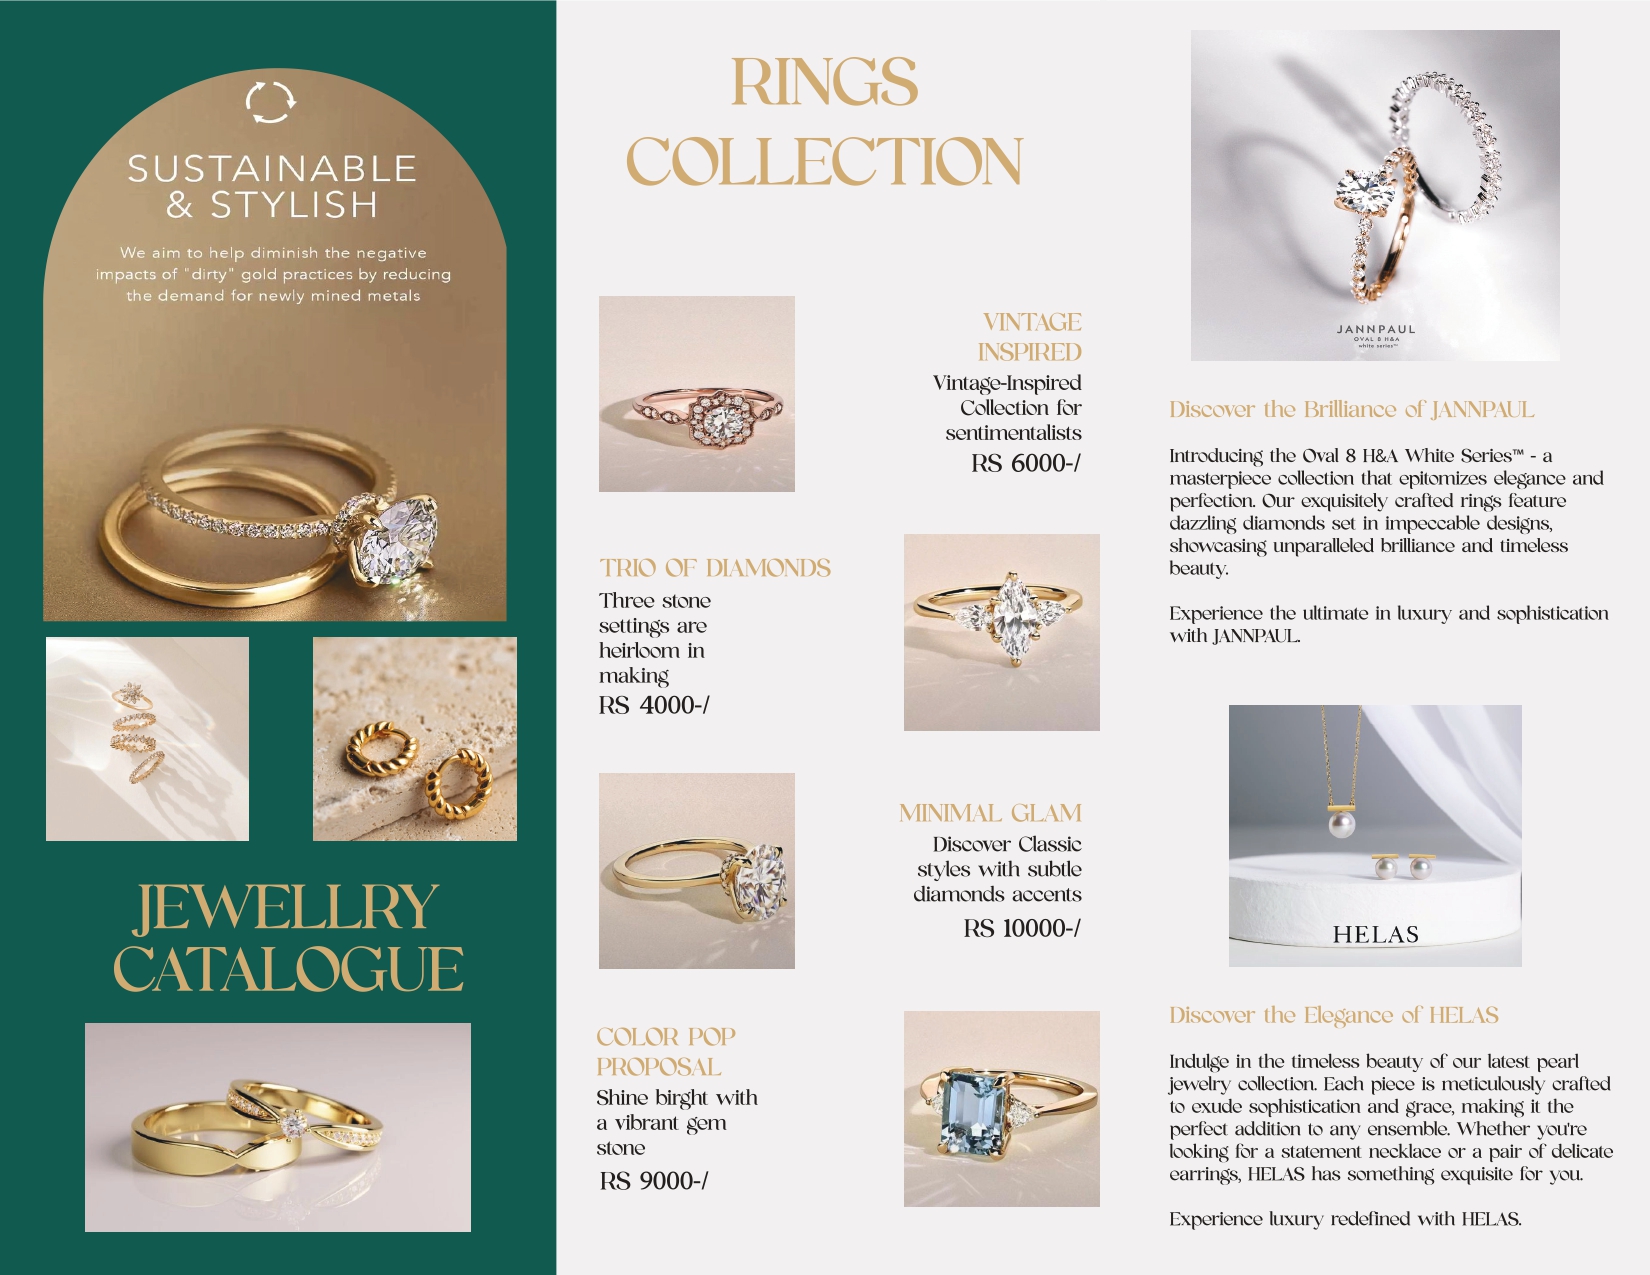 SUSTAINABLE
& STYLISH
We aim to help diminish the negative
impacts of "dirty" gold practices by reducing
the demand for newly mined metals
JEWELLRY
CATALOGUE
RINGS
COLLECTION
VINTAGE
INSPIRED
Vintage-Inspired
Collection for
sentimentalists
RS 6000-/
TRIO OF DIAMONDS
Three stone
settings are
heirloom in
making
RS 4000-/
MINIMAL GLAM
Discover Classic
styles with subtle
diamonds accents
RS 10000-/
COLOR POP
PROPOSAL
Shine birght with
a vibrant gem
stone
RS 9000-/
JANNPAUL
OVAL 8 H&A
white series™
Discover the Brilliance of JANNPAUL
Introducing the Oval 8 H&A White Series™ - a
masterpiece collection that epitomizes elegance and
perfection. Our exquisitely crafted rings feature
dazzling diamonds set in impeccable designs,
showcasing unparalleled brilliance and timeless
beauty.
Experience the ultimate in luxury and sophistication
with JANNPAUL.
HELAS
Discover the Elegance of HELAS
Indulge in the timeless beauty of our latest pearl
jewelry collection. Each piece is meticulously crafted
to exude sophistication and grace, making it the
perfect addition to any ensemble. Whether you're
looking for a statement necklace or a pair of delicate
earrings, HELAS has something exquisite for you.
Experience luxury redefined with HELAS.